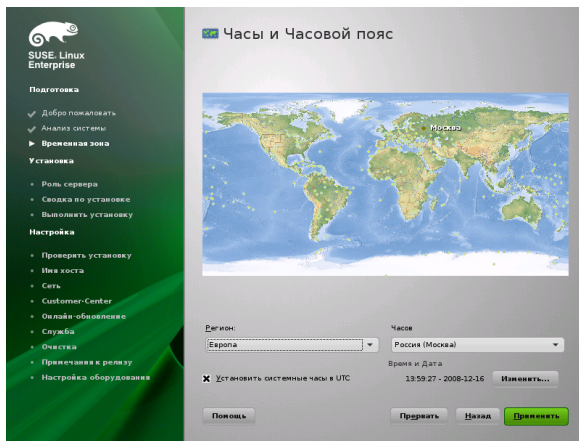 SUSE. Linux
Enterprise
Подготовка
Добро пожаловать
Анализ системы
Временная зона
Установка
Роль сервера
Сводка по установке
Выполнить установку
Настройка
Проверить установку
Имя хоста
Сеть
Customer-Center
Онлайн-обновление
Служба
Очистка
Примечания к релизу
Настройка оборудования
Часы и Часовой пояс
Москва
Регион:
Европа
Часов
Россия (Москва)
Время и Дата
Установить системные часы в UTC
13:59:27 - 2008-12-16
Изменить...
Помощь
Прервать
Назад
Применить